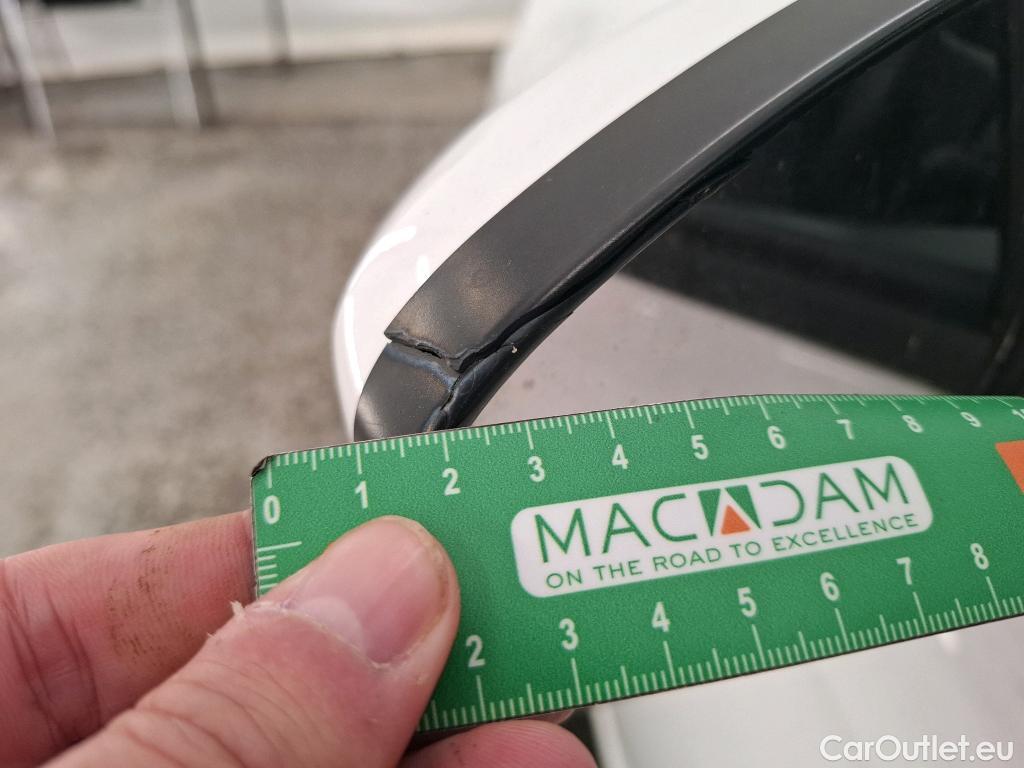 0 1 2 3 4 5 6 7 8 9
MACADAM
ON THE ROAD TO EXCELLENCE
2 3 4 5 6 7 8
CarOutlet.eu